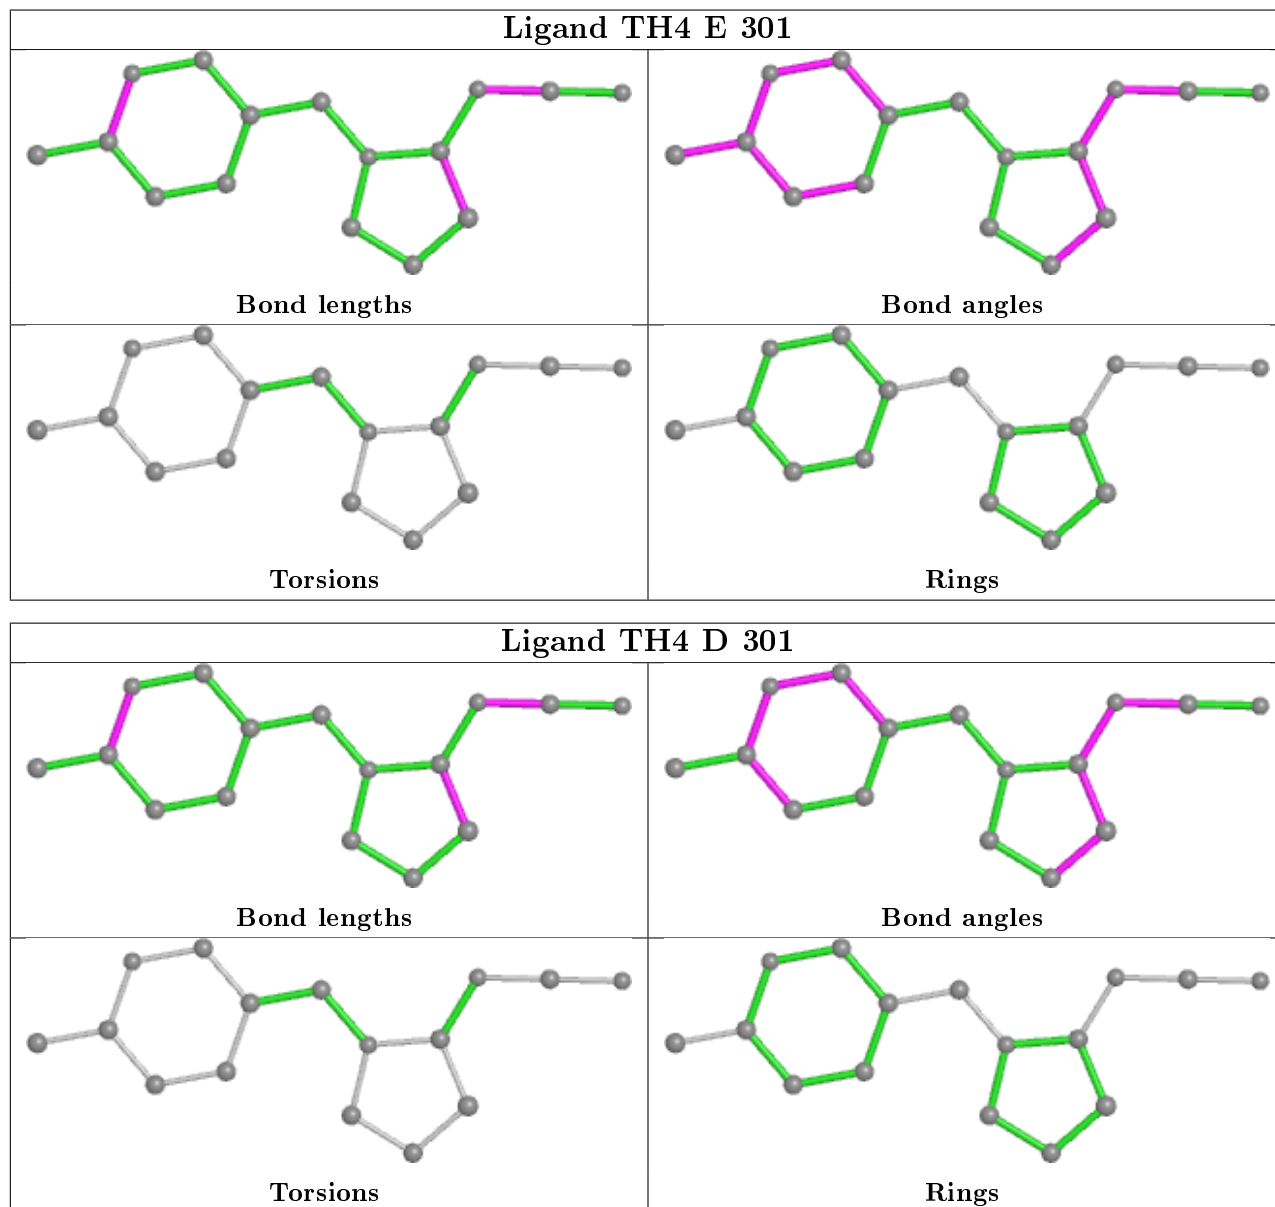 Ligand TH4 E 301
Bond lengths
Bond angles
Torsions
Rings
Ligand TH4 D 301
Bond lengths
Bond angles
Torsions
Rings